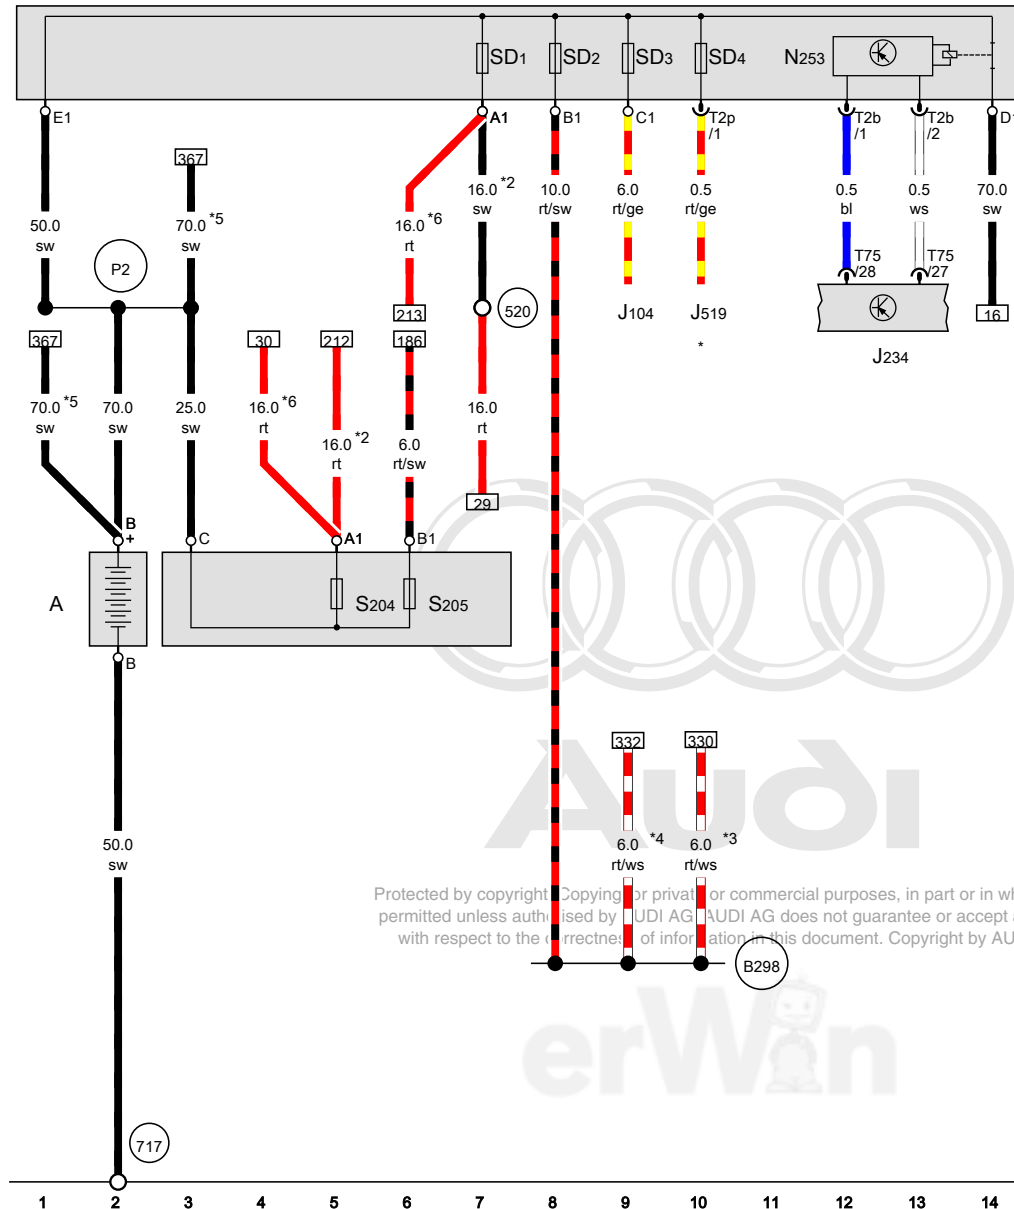 SD1
SD2
SD3
SD4
N253
E1
A1
B1
C1
T2p
/1
T2b
/1
T2b
/2
367
50.0
sw
P2
70.0 *5
sw
16.0 *6
rt
16.0 *2
sw
10.0
rt/sw
6.0
rt/ge
0.5
rt/ge
0.5
bl
0.5
ws
70.0
sw
T75
/28
T75
/27
213
520
J104
J519
*
J234
16
367
30
212
186
70.0 *5
sw
70.0
sw
25.0
sw
16.0 *6
rt
16.0 *2
rt
6.0
rt/sw
16.0
rt
29
B
+
C
A1
B1
A
S204
S205
B
332
330
Audi
50.0
sw
6.0 *4
rt/ws
6.0 *3
rt/ws
Protected by copyright. Copying for private or commercial purposes, in part or in
permitted unless authorised by AUDI AG. AUDI AG does not guarantee or accept
with respect to the correctness of information in this document. Copyright by
B298
erWin
717
1 2 3 4 5 6 7 8 9 10 11 12 13 14